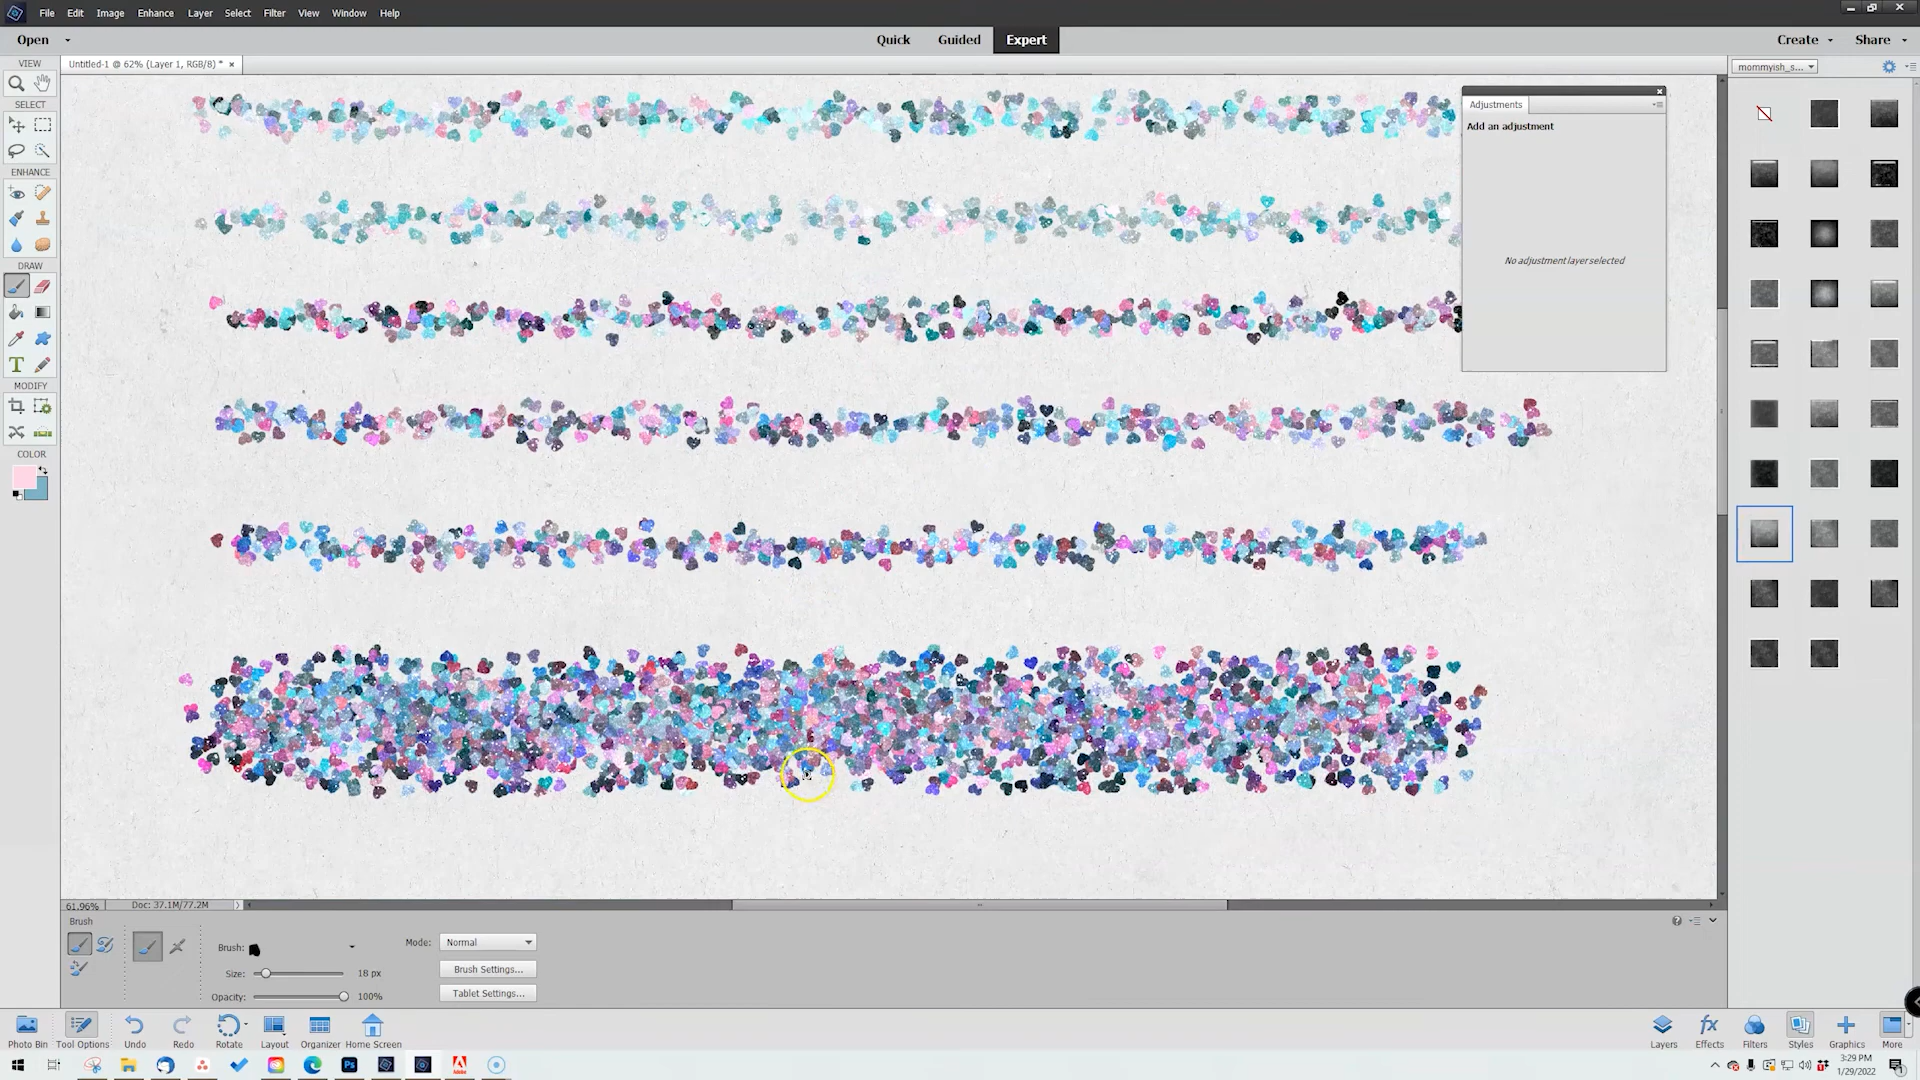 File Edit Image Enhance Layer Select Filter View Window Help
Open Quick Guided Expert Create Share
VIEW
Untitled-1 @ 62% (Layer 1, RGB/8) * ×
mommyish_s...
SELECT
Adjustments
Add an adjustment
ENHANCE
No adjustment layer selected
DRAW
T
MODIFY
COLOR
61.96% Doc: 37.1M/77.2M
Brush
Brush:
Mode: Normal
Size: 18 px
Brush Settings...
Opacity: 100%
Tablet Settings...
Photo Bin Tool Options Undo Redo Rotate Layout Organizer Home Screen
fx
Layers Effects Filters Styles Graphics More
Ps
3:29 PM
1/29/2022